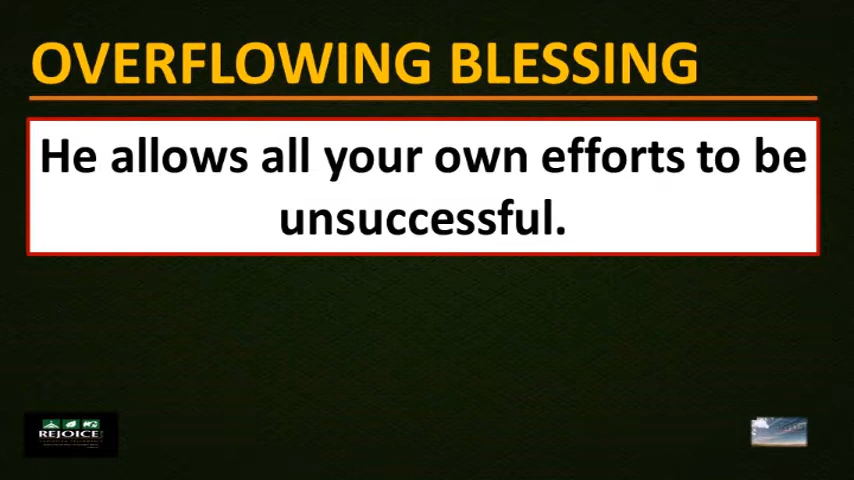 OVERFLOWING BLESSING
He allows all your own efforts to be
unsuccessful.
REJOICE